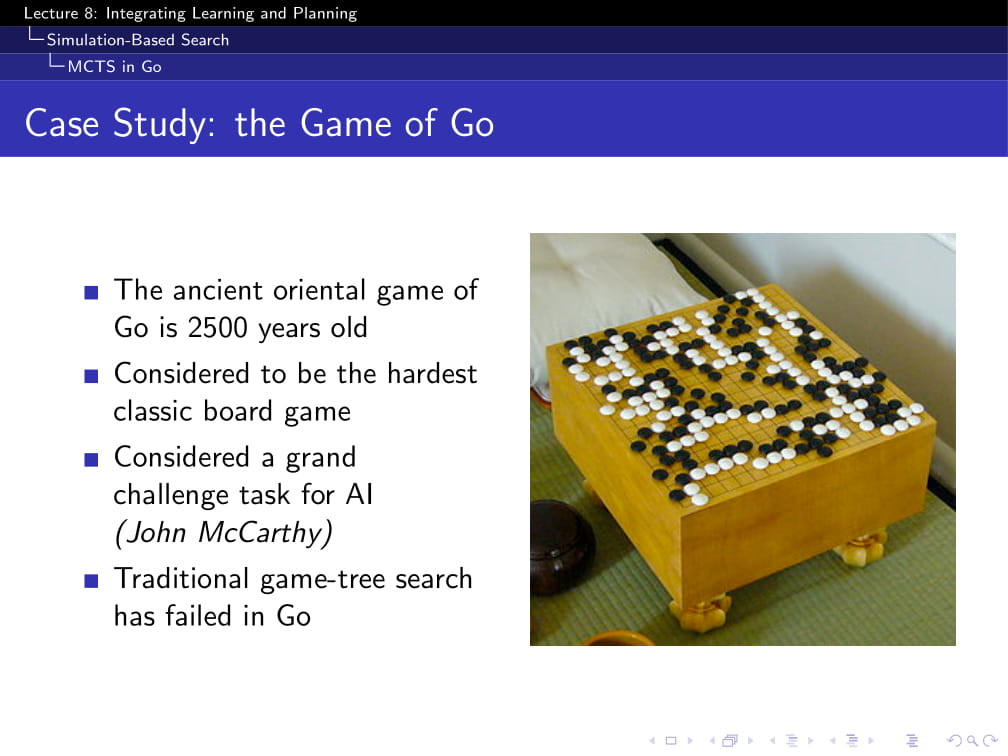 Lecture 8: Integrating Learning and Planning
Simulation-Based Search
MCTS in Go
Case Study: the Game of Go
The ancient oriental game of
Go is 2500 years old
Considered to be the hardest
classic board game
Considered a grand
challenge task for AI
(John McCarthy)
Traditional game-tree search
has failed in Go